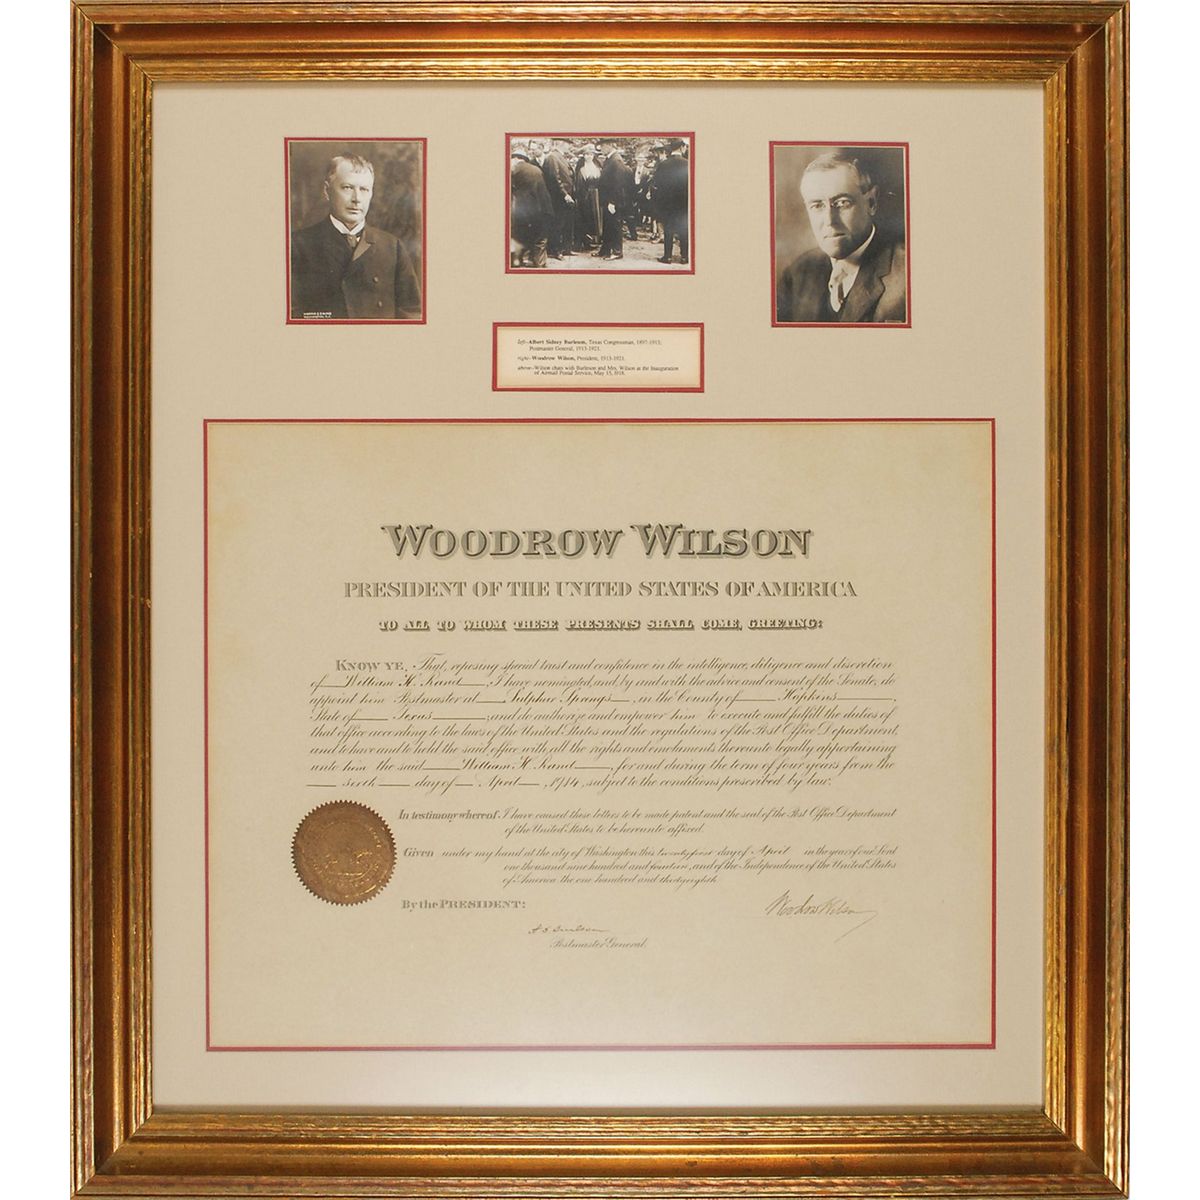 left–Albert Sidney Burleson, Texas Congressman, 1897-1913;
Postmaster General, 1913-1921.
right–Woodrow Wilson, President, 1913-1921.
above–Wilson chats with Burleson and Mrs. Wilson at the Inauguration
of Airmail Postal Service, May 15, 1918.
WOODROW WILSON
PRESIDENT OF THE UNITED STATES OF AMERICA
TO ALL TO WHOM THESE PRESENTS SHALL COME, GREETING:
KNOW YE, That, reposing special trust and confidence in the intelligence, diligence and discretion
of William H. Rand, I have nominated, and, by and with the advice and consent of the Senate, do
appoint him Postmaster at Sulphur Springs, in the County of Hopkins,
State of Texas; and do authorize and empower him to execute and fulfill the duties of
that office according to the laws of the United States and the regulations of the Post Office Department,
and to have and to hold the said office, with all the rights and emoluments thereunto legally appertaining
unto him the said William H. Rand, for and during the term of four years from the
sixth day of April, 1914, subject to the conditions prescribed by law.
In testimony whereof I have caused these letters to be made patent and the seal of the Post Office Department
of the United States to be hereunto affixed.
Given under my hand at the city of Washington this twenty first day of April in the year of our Lord
one thousand nine hundred and fourteen, and of the Independence of the United States
of America the one hundred and thirty eighth.
By the PRESIDENT:
Woodrow Wilson
A S Burleson
Postmaster General.